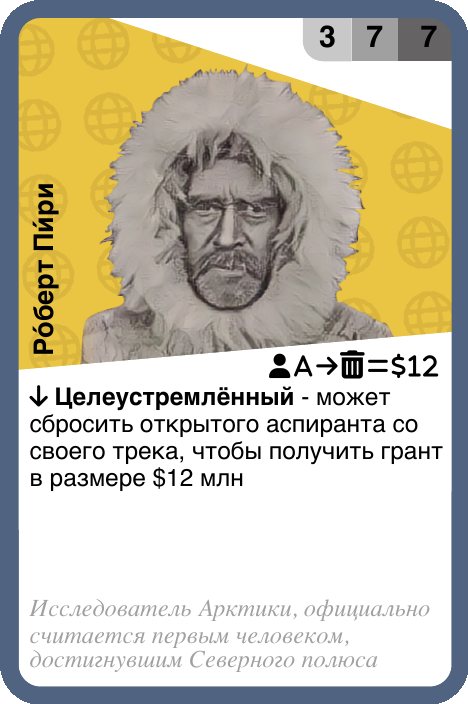 3 7 7
Ро́берт Пи́ри
A→=$12
↓ Целеустремлённый - может
сбросить открытого аспиранта со
своего трека, чтобы получить грант
в размере $12 млн
Исследователь Арктики, официально
считается первым человеком,
достигнувшим Северного полюса